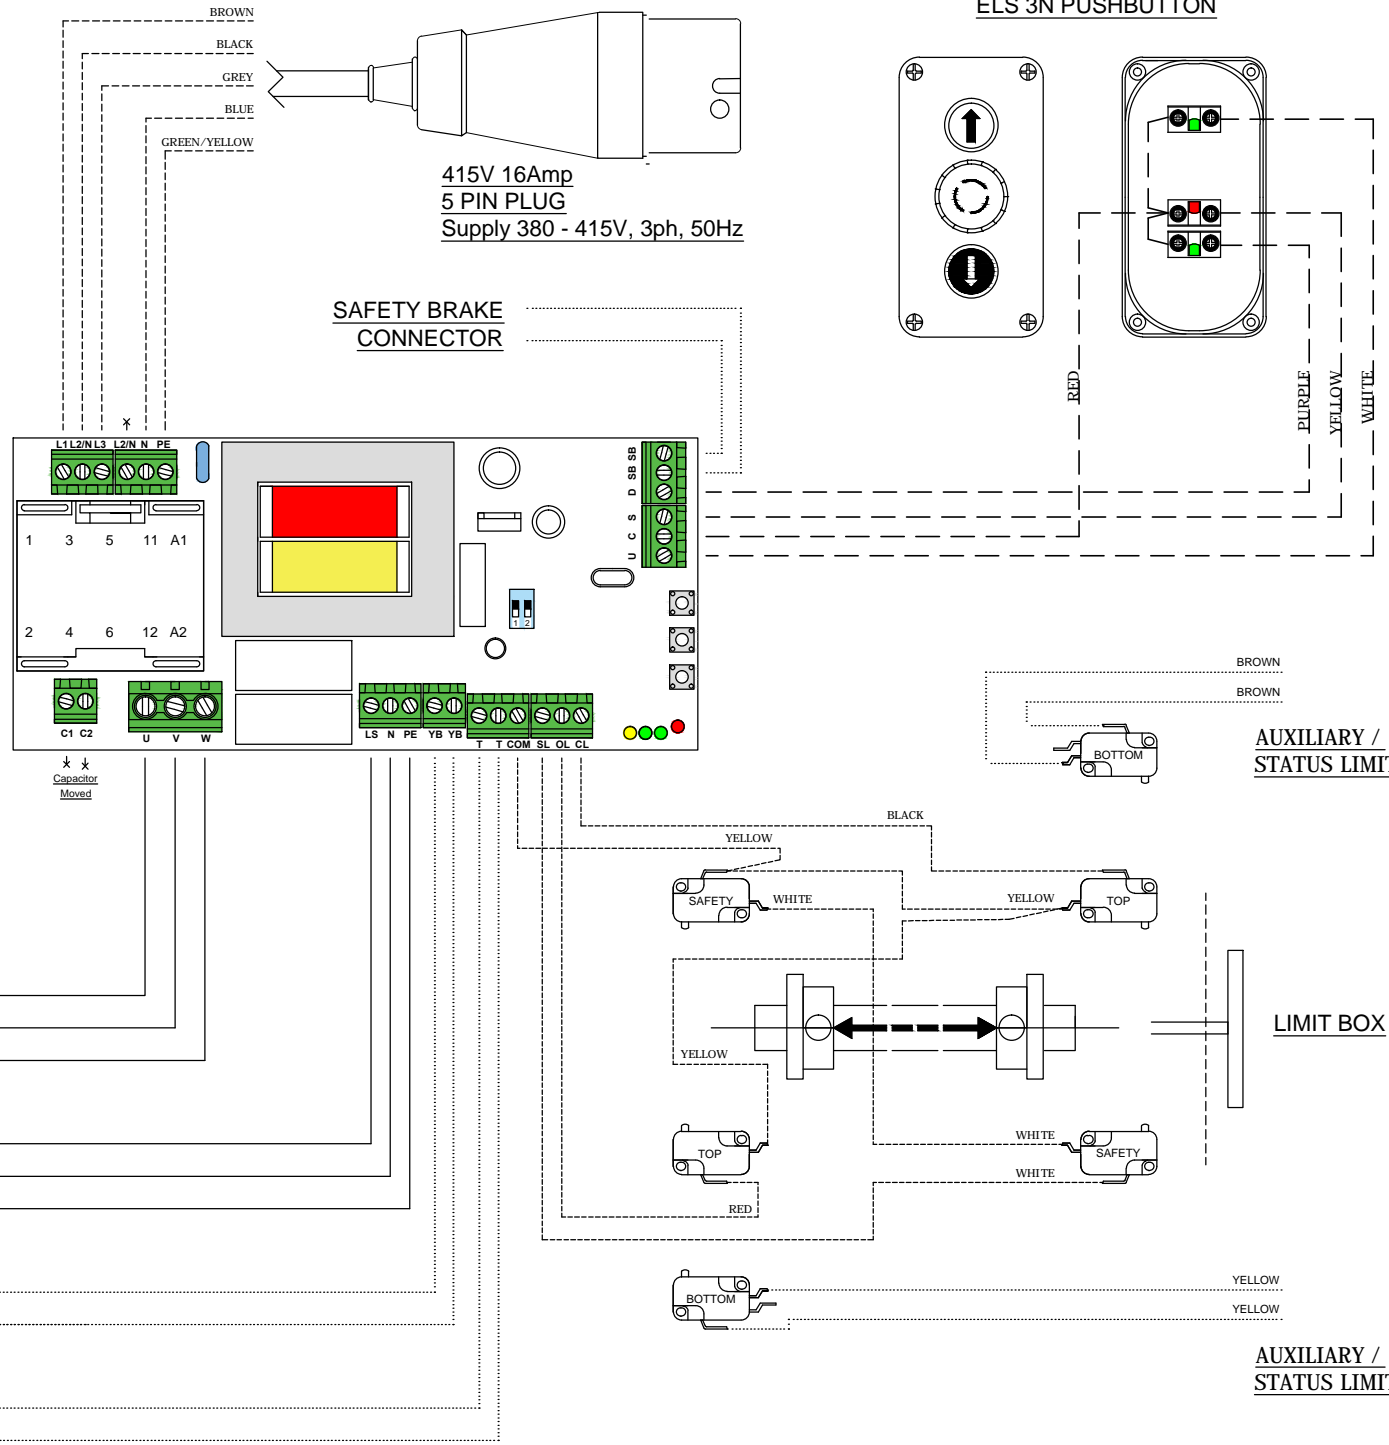 BROWN
ELS 3N PUSHBUTTON
BLACK
GREY
BLUE
GREEN/YELLOW
415V 16Amp
5 PIN PLUG
Supply 380 - 415V, 3ph, 50Hz
SAFETY BRAKE
CONNECTOR
RED
PURPLE
YELLOW
WHITE
L1 L2/N L3 L2/N N PE
SB
SB
D
S
C
U
1 3 5 11 A1
2 4 6 12 A2
1 2
C1 C2
U V W
LS N PE YB YB
T T COM SL OL CL
Capacitor
Moved
BROWN
BROWN
BOTTOM
AUXILIARY /
STATUS LIMIT
BLACK
YELLOW
SAFETY
WHITE
YELLOW
TOP
LIMIT BOX
YELLOW
TOP
WHITE
SAFETY
WHITE
RED
BOTTOM
YELLOW
YELLOW
AUXILIARY /
STATUS LIMIT